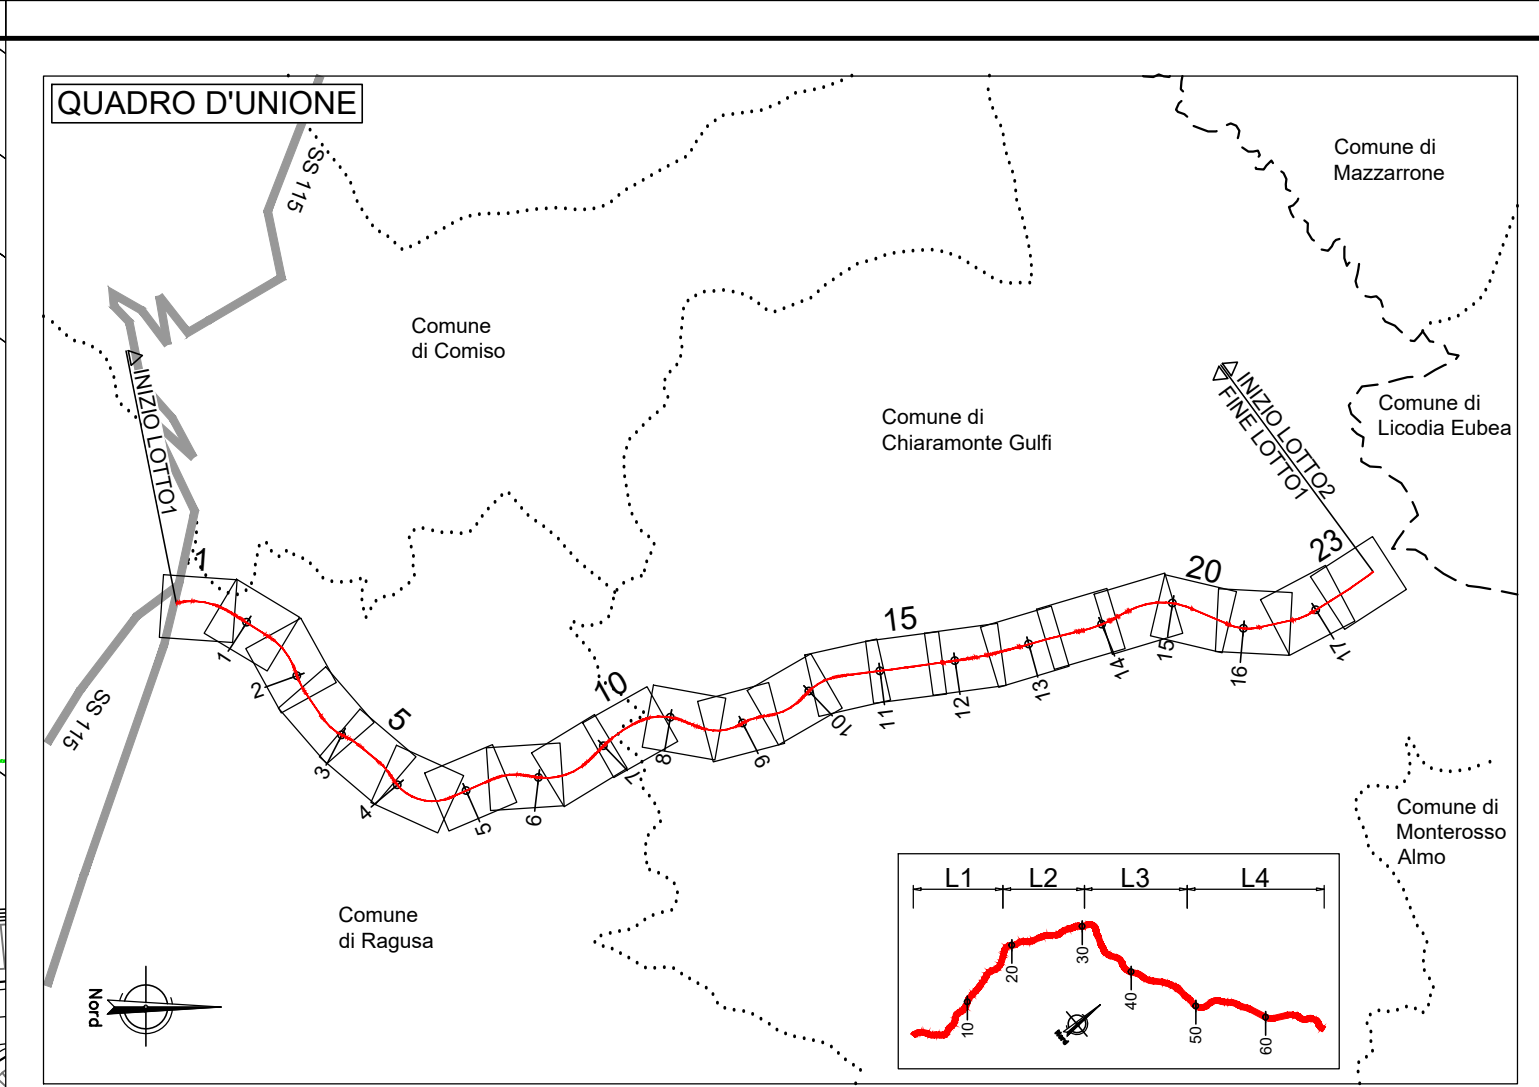 QUADRO D'UNIONE
SS 115
Comune di
Mazzarrone
Comune
di Comiso
INIZIO LOTTO1
Comune di
Chiaramonte Gulfi
INIZIO LOTTO2
FINE LOTTO1
Comune di
Licodia Eubea
1
5
10
15
20
23
1
2
3
4
5
6
7
8
9
10
11
12
13
14
15
16
17
SS 115
Comune
di Ragusa
Comune di
Monterosso
Almo
Nord
L1
L2
L3
L4
10
20
30
40
50
60
Nord